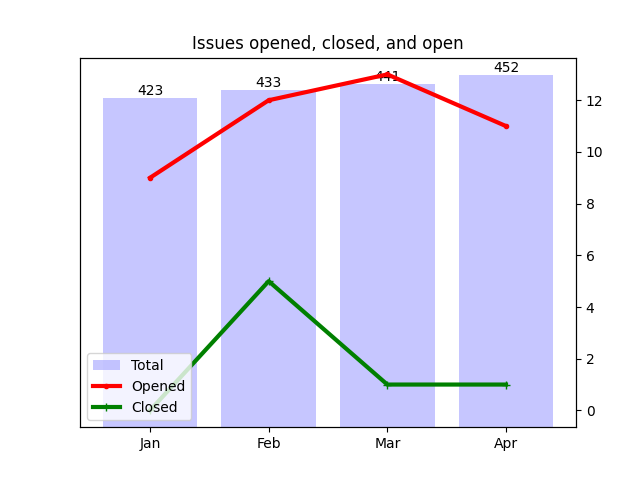 Issues opened, closed, and open
423
433
441
452
12
10
8
6
4
2
0
Total
Opened
Closed
Jan
Feb
Mar
Apr